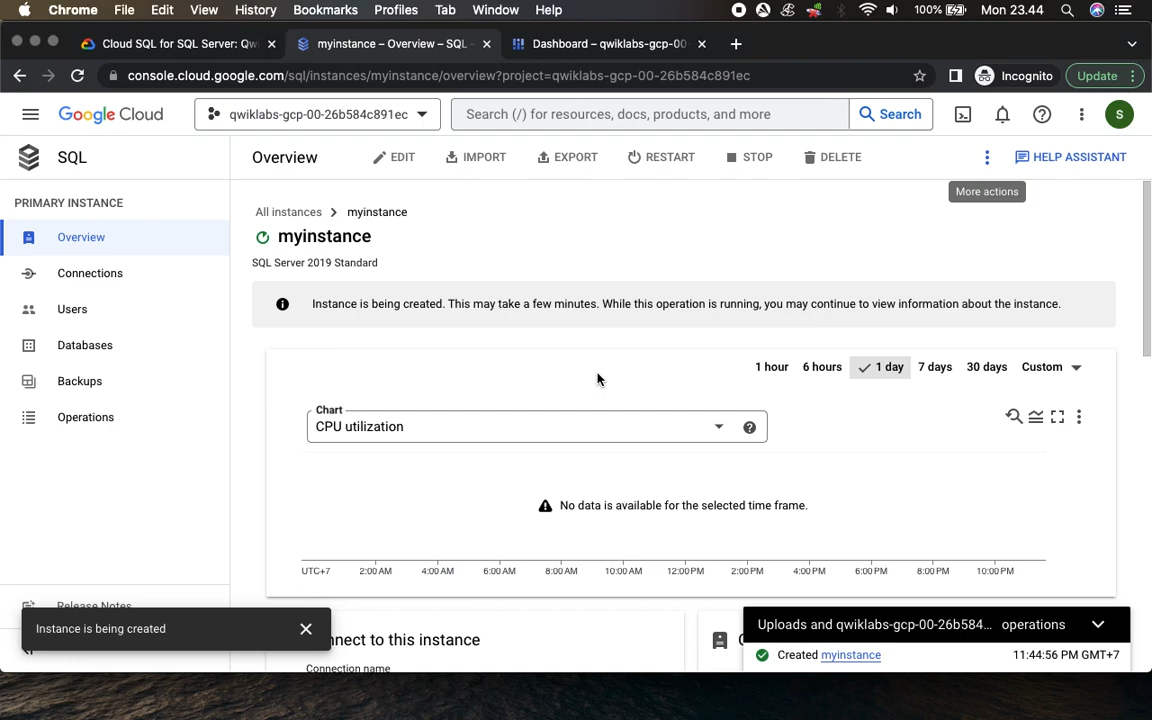 Chrome File Edit View History Bookmarks Profiles Tab Window Help 100% Mon 23.44
Cloud SQL for SQL Server: Qw
myinstance – Overview – SQL
Dashboard – qwiklabs-gcp-00
console.cloud.google.com/sql/instances/myinstance/overview?project=qwiklabs-gcp-00-26b584c891ec
Incognito
Update
Google Cloud
qwiklabs-gcp-00-26b584c891ec
Search (/) for resources, docs, products, and more
Search
S
SQL
Overview
EDIT
IMPORT
EXPORT
RESTART
STOP
DELETE
HELP ASSISTANT
More actions
PRIMARY INSTANCE
Overview
Connections
Users
Databases
Backups
Operations
Release Notes
All instances > myinstance
myinstance
SQL Server 2019 Standard
Instance is being created. This may take a few minutes. While this operation is running, you may continue to view information about the instance.
1 hour 6 hours 1 day 7 days 30 days Custom
Chart
CPU utilization
No data is available for the selected time frame.
UTC+7 2:00 AM 4:00 AM 6:00 AM 8:00 AM 10:00 AM 12:00 PM 2:00 PM 4:00 PM 6:00 PM 8:00 PM 10:00 PM
nnect to this instance
Connection name
Instance is being created
Uploads and qwiklabs-gcp-00-26b584... operations
Created myinstance 11:44:56 PM GMT+7